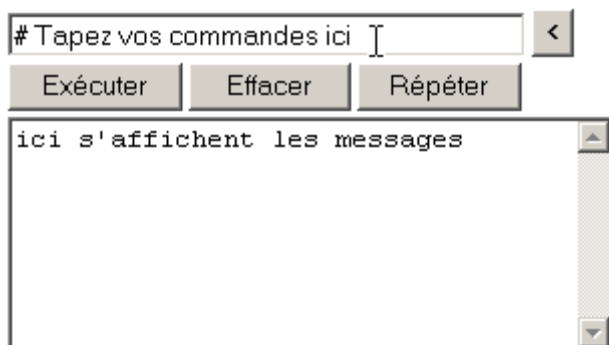 # Tapez vos commandes ici
<
Exécuter Effacer Répéter
ici s'affichent les messages